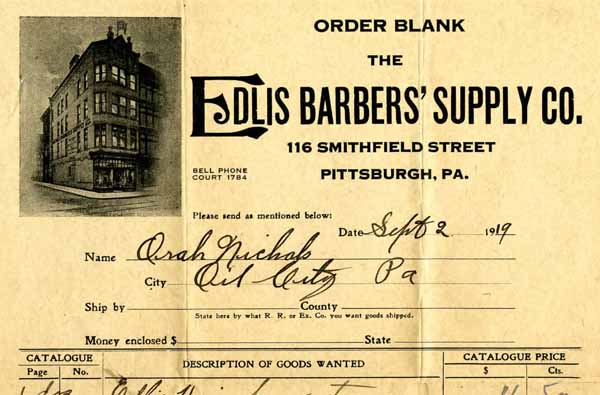 ORDER BLANK
THE
EDLIS BARBERS' SUPPLY CO.
116 SMITHFIELD STREET
PITTSBURGH, PA.
BELL PHONE
COURT 1784
Please send as mentioned below:
Date Sept 2 1919
Name Orah Nichols
City Oil City Pa
Ship by County
State here by what R. R. or Ex. Co. you want goods shipped.
Money enclosed $ State
CATALOGUE DESCRIPTION OF GOODS WANTED CATALOGUE PRICE
Page No. $ Cts.
Edlis